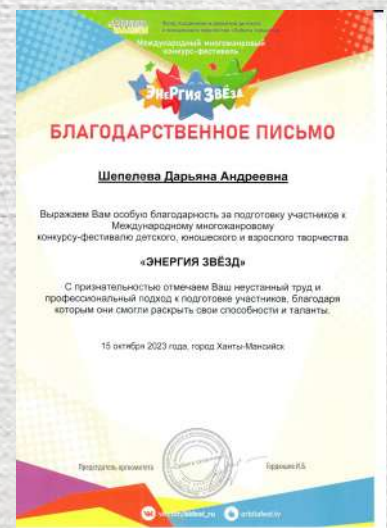 Международный многожанровый
конкурс-фестиваль
ЭНЕРГИЯ ЗВЁЗД
БЛАГОДАРСТВЕННОЕ ПИСЬМО
Шепелева Дарьяна Андреевна
Выражаем Вам особую благодарность за подготовку участников к
Международному многожанровому
конкурсу-фестивалю детского, юношеского и взрослого творчества
«ЭНЕРГИЯ ЗВЁЗД»
С признательностью отмечаем Ваш неустанный труд и
профессиональный подход к подготовке участников, благодаря
которым они смогли раскрыть свои способности и таланты.
15 октября 2023 года, город Ханты-Мансийск
Председатель оргкомитета